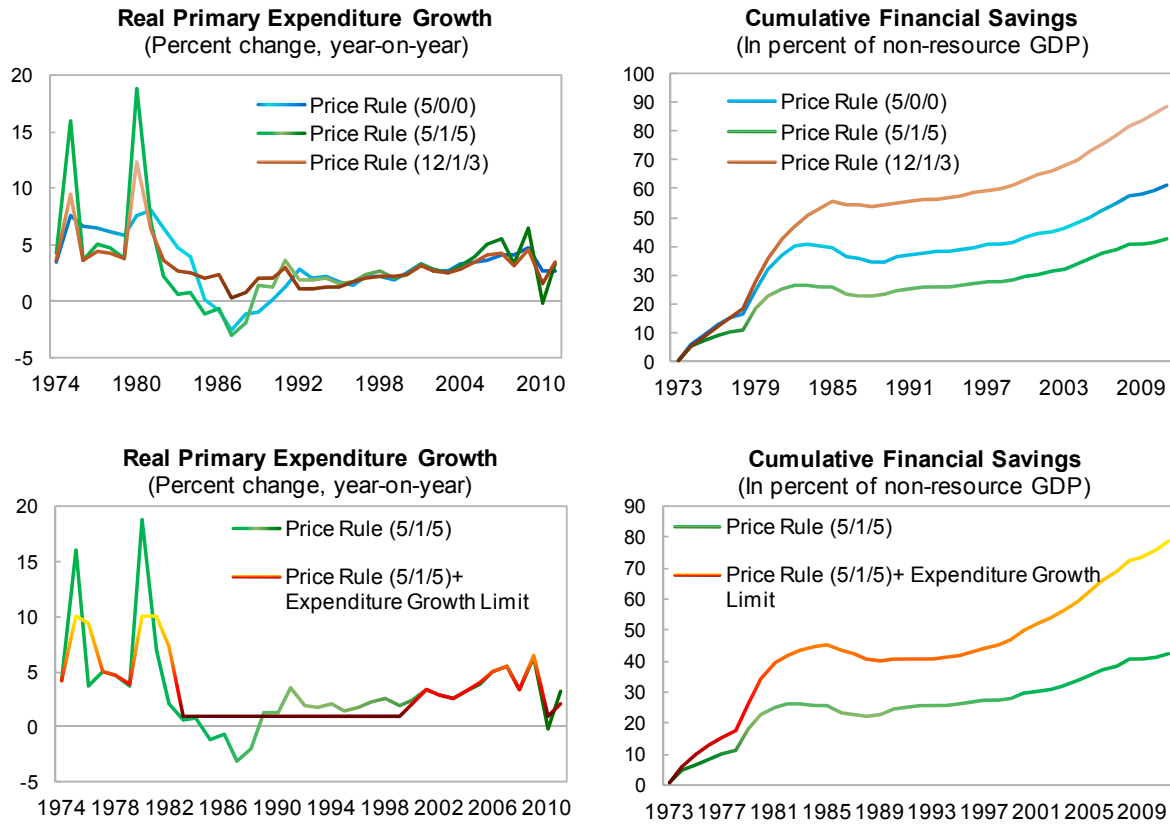 Real Primary Expenditure Growth
(Percent change, year-on-year)
20
15
10
5
0
-5
Price Rule (5/0/0)
Price Rule (5/1/5)
Price Rule (12/1/3)
1974 1980 1986 1992 1998 2004 2010
Cumulative Financial Savings
(In percent of non-resource GDP)
100
90
80
70
60
50
40
30
20
10
0
Price Rule (5/0/0)
Price Rule (5/1/5)
Price Rule (12/1/3)
1973 1979 1985 1991 1997 2003 2009
Real Primary Expenditure Growth
(Percent change, year-on-year)
20
15
10
5
0
-5
Price Rule (5/1/5)
Price Rule (5/1/5)+
Expenditure Growth Limit
1974 1978 1982 1986 1990 1994 1998 2002 2006 2010
Cumulative Financial Savings
(In percent of non-resource GDP)
90
80
70
60
50
40
30
20
10
0
Price Rule (5/1/5)
Price Rule (5/1/5)+ Expenditure Growth
Limit
1973 1977 1981 1985 1989 1993 1997 2001 2005 2009